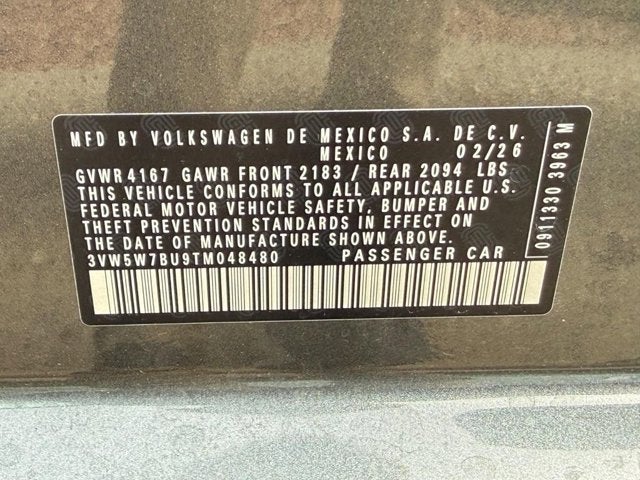 MFD BY VOLKSWAGEN DE MEXICO S.A. DE C.V.
MEXICO 02/26
GVWR 4167 GAWR FRONT 2183 / REAR 2094 LBS
THIS VEHICLE CONFORMS TO ALL APPLICABLE U.S.
FEDERAL MOTOR VEHICLE SAFETY, BUMPER AND
THEFT PREVENTION STANDARDS IN EFFECT ON
THE DATE OF MANUFACTURE SHOWN ABOVE.
3VW5W7BU9TM048480 PASSENGER CAR
0911330 3963 M